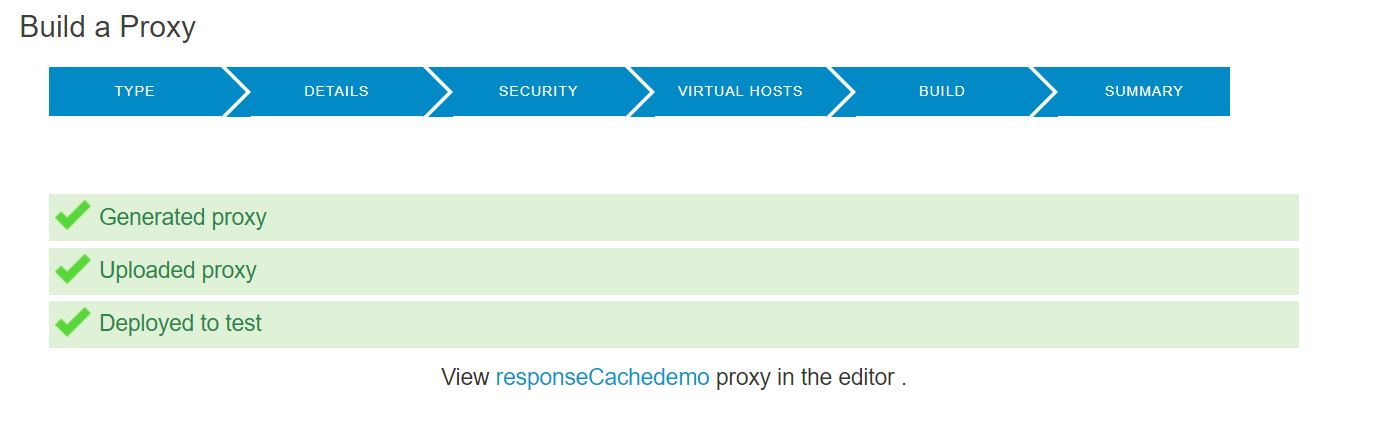 Build a Proxy
TYPE DETAILS SECURITY VIRTUAL HOSTS BUILD SUMMARY
Generated proxy
Uploaded proxy
Deployed to test
View responseCachedemo proxy in the editor .